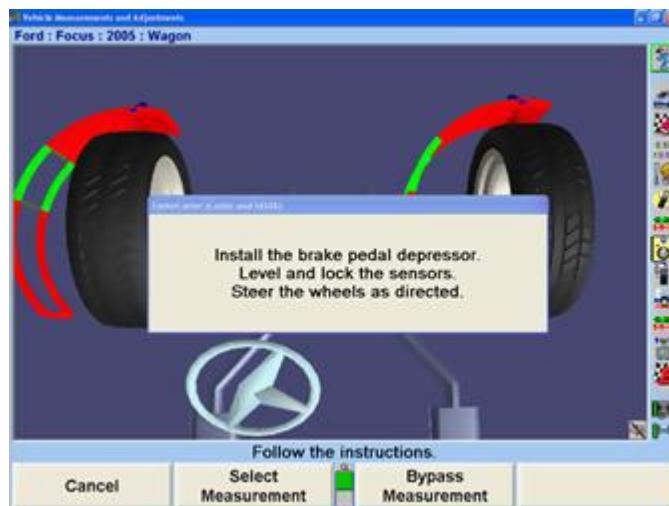 Vehicle Measurements and Adjustments
Ford : Focus : 2005 : Wagon
Install the brake pedal depressor.
Level and lock the sensors.
Steer the wheels as directed.
Follow the instructions.
Cancel
Select
Measurement
Bypass
Measurement